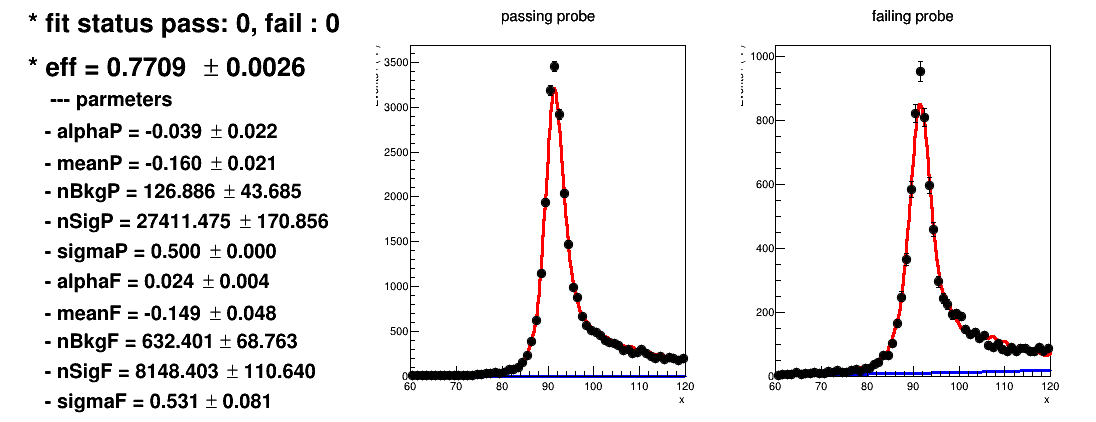 * fit status pass: 0, fail : 0
* eff = 0.7709 ± 0.0026
--- parmeters
- alphaP = -0.039 ± 0.022
- meanP = -0.160 ± 0.021
- nBkgP = 126.886 ± 43.685
- nSigP = 27411.475 ± 170.856
- sigmaP = 0.500 ± 0.000
- alphaF = 0.024 ± 0.004
- meanF = -0.149 ± 0.048
- nBkgF = 632.401 ± 68.763
- nSigF = 8148.403 ± 110.640
- sigmaF = 0.531 ± 0.081
passing probe
3500
3000
2500
2000
1500
1000
500
0
60 70 80 90 100 110 120
x
failing probe
1000
800
600
400
200
0
60 70 80 90 100 110 120
x